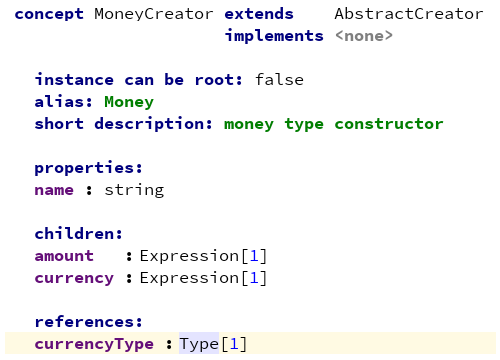 concept MoneyCreator extends AbstractCreator
implements <none>
instance can be root: false
alias: Money
short description: money type constructor
properties:
name : string
children:
amount : Expression[1]
currency : Expression[1]
references:
currencyType : Type[1]